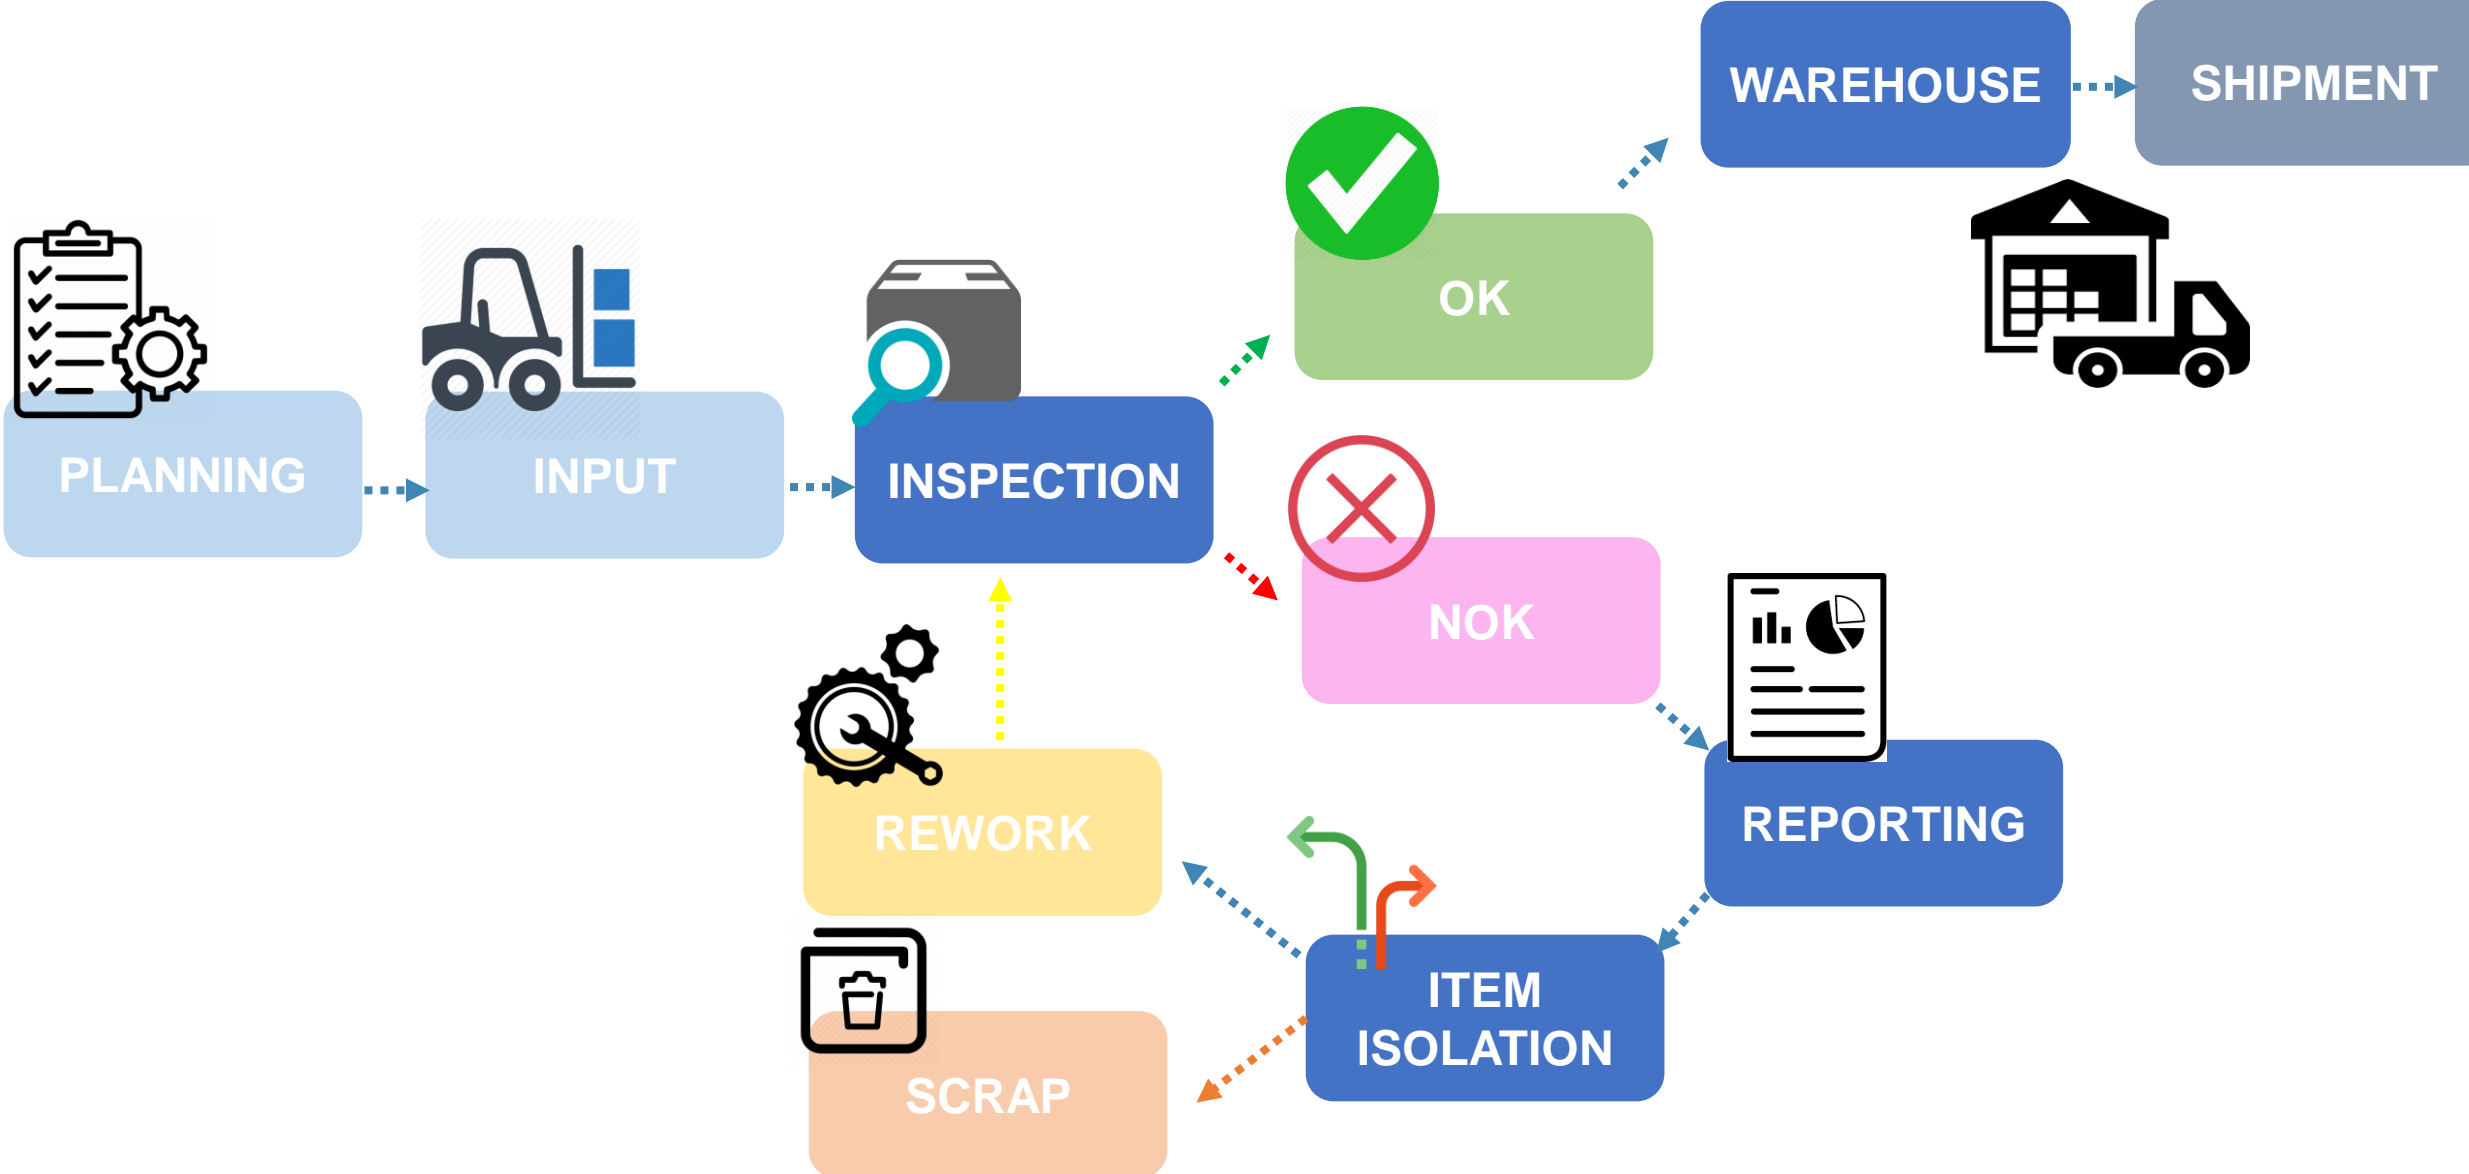 PLANNING
INPUT
INSPECTION
OK
WAREHOUSE
SHIPMENT
NOK
REPORTING
ITEM
ISOLATION
REWORK
SCRAP